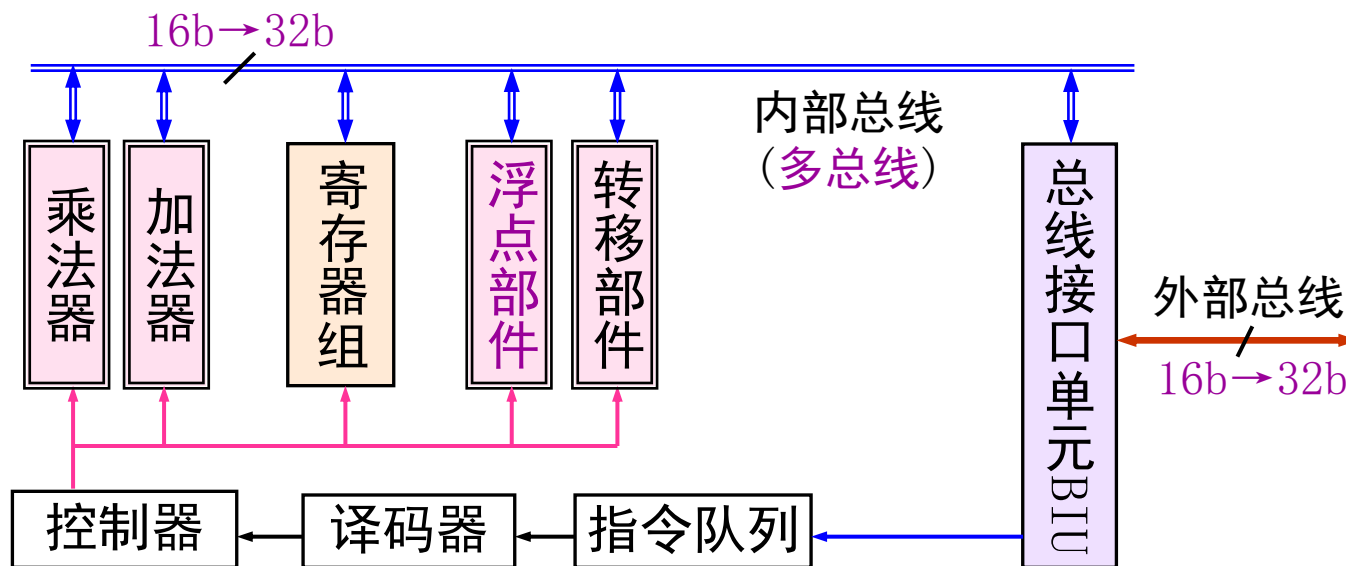 16b→32b
内部总线
(多总线)
乘法器
加法器
寄存器组
浮点部件
转移部件
总线接口单元BIU
外部总线
16b→32b
控制器
译码器
指令队列